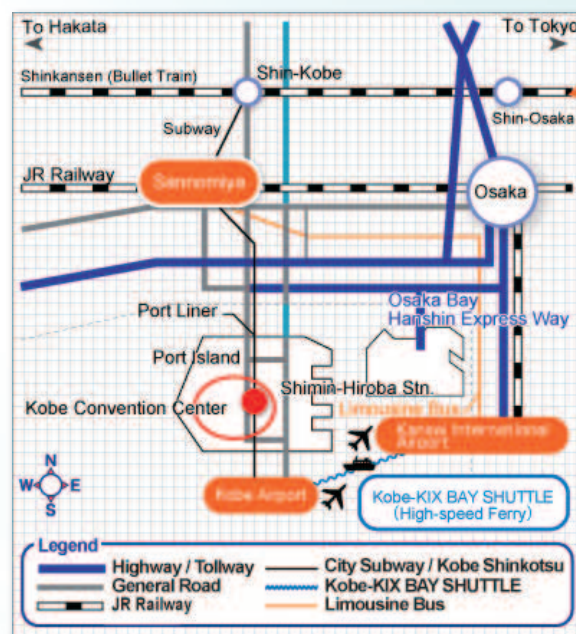 To Hakata
To Tokyo
Shinkansen (Bullet Train)
Shin-Kobe
Shin-Osaka
Subway
JR Railway
Sannomiya
Osaka
Osaka Bay
Hanshin Express Way
Port Liner
Port Island
Shimin-Hiroba Stn.
Kobe Convention Center
Limousine Bus
Kansai International
Airport
Kobe Airport
Kobe-KIX BAY SHUTTLE
(High-speed Ferry)
N
W E
S
Legend
Highway / Tollway
General Road
JR Railway
City Subway / Kobe Shinkotsu
Kobe-KIX BAY SHUTTLE
Limousine Bus